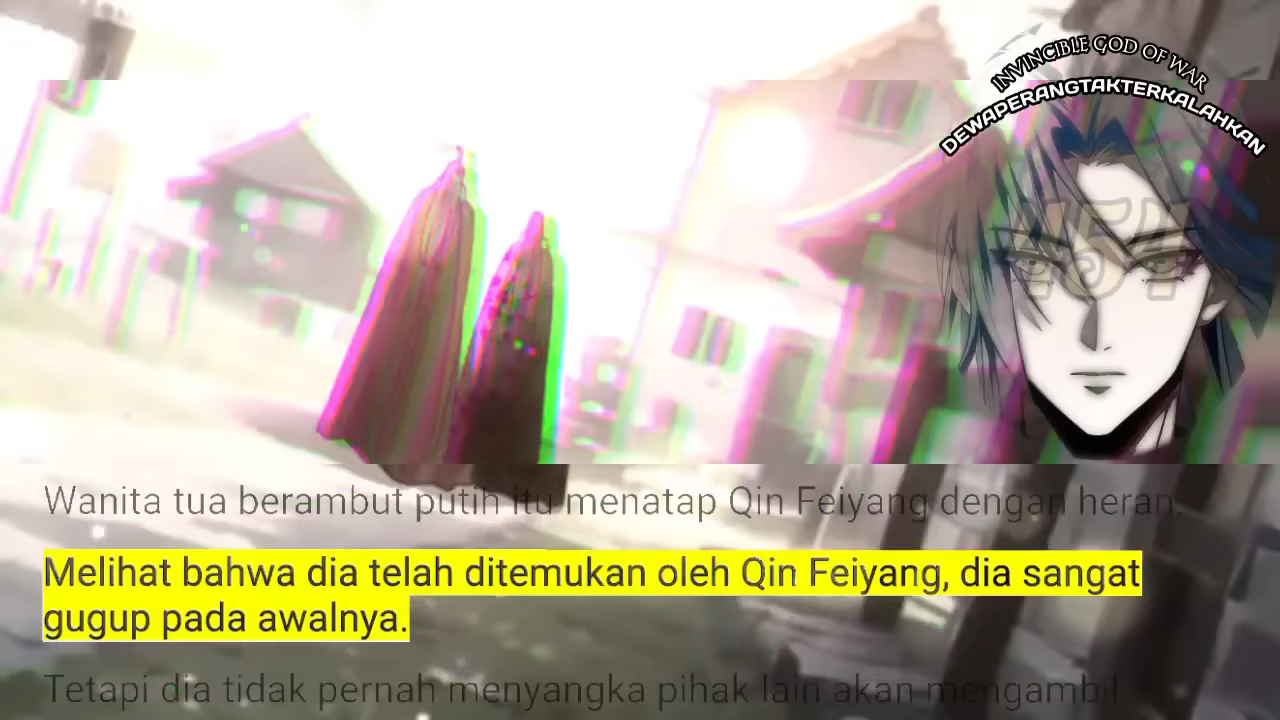 INVINCIBLE GOD OF WAR
DEWAPERANGTAKTERKALAHKAN
Wanita tua berambut putih itu menatap Qin Feiyang dengan heran.
Melihat bahwa dia telah ditemukan oleh Qin Feiyang, dia sangat
gugup pada awalnya.
Tetapi dia tidak pernah menyangka pihak lain akan mengambil